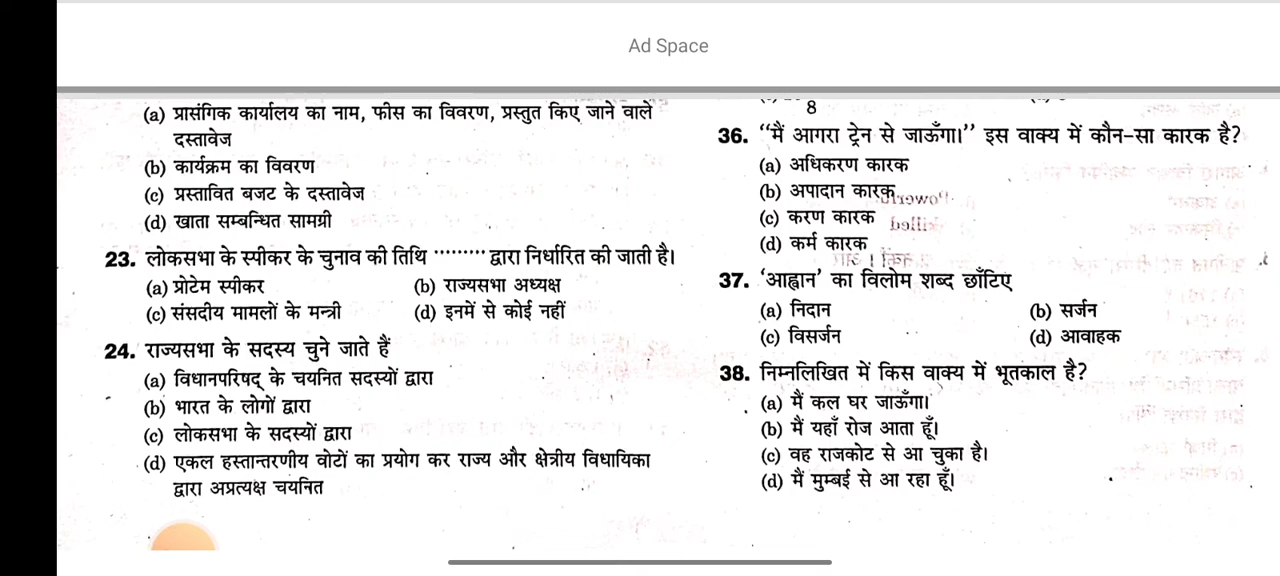 Ad Space
(a) प्रासंगिक कार्यालय का नाम, फीस का विवरण, प्रस्तुत किए जाने वाले
दस्तावेज
(b) कार्यक्रम का विवरण
(c) प्रस्तावित बजट के दस्तावेज
(d) खाता सम्बन्धित सामग्री
23. लोकसभा के स्पीकर के चुनाव की तिथि ········· द्वारा निर्धारित की जाती है।
(a) प्रोटेम स्पीकर (b) राज्यसभा अध्यक्ष
(c) संसदीय मामलों के मन्त्री (d) इनमें से कोई नहीं
24. राज्यसभा के सदस्य चुने जाते हैं
(a) विधानपरिषद् के चयनित सदस्यों द्वारा
(b) भारत के लोगों द्वारा
(c) लोकसभा के सदस्यों द्वारा
(d) एकल हस्तान्तरणीय वोटों का प्रयोग कर राज्य और क्षेत्रीय विधायिका
द्वारा अप्रत्यक्ष चयनित
8
36. “मैं आगरा ट्रेन से जाऊँगा।” इस वाक्य में कौन-सा कारक है?
(a) अधिकरण कारक
(b) अपादान कारक
(c) करण कारक
(d) कर्म कारक
37. ‘आह्वान’ का विलोम शब्द छाँटिए
(a) निदान (b) सर्जन
(c) विसर्जन (d) आवाहक
38. निम्नलिखित में किस वाक्य में भूतकाल है?
(a) मैं कल घर जाऊँगा।
(b) मैं यहाँ रोज आता हूँ।
(c) वह राजकोट से आ चुका है।
(d) मैं मुम्बई से आ रहा हूँ।